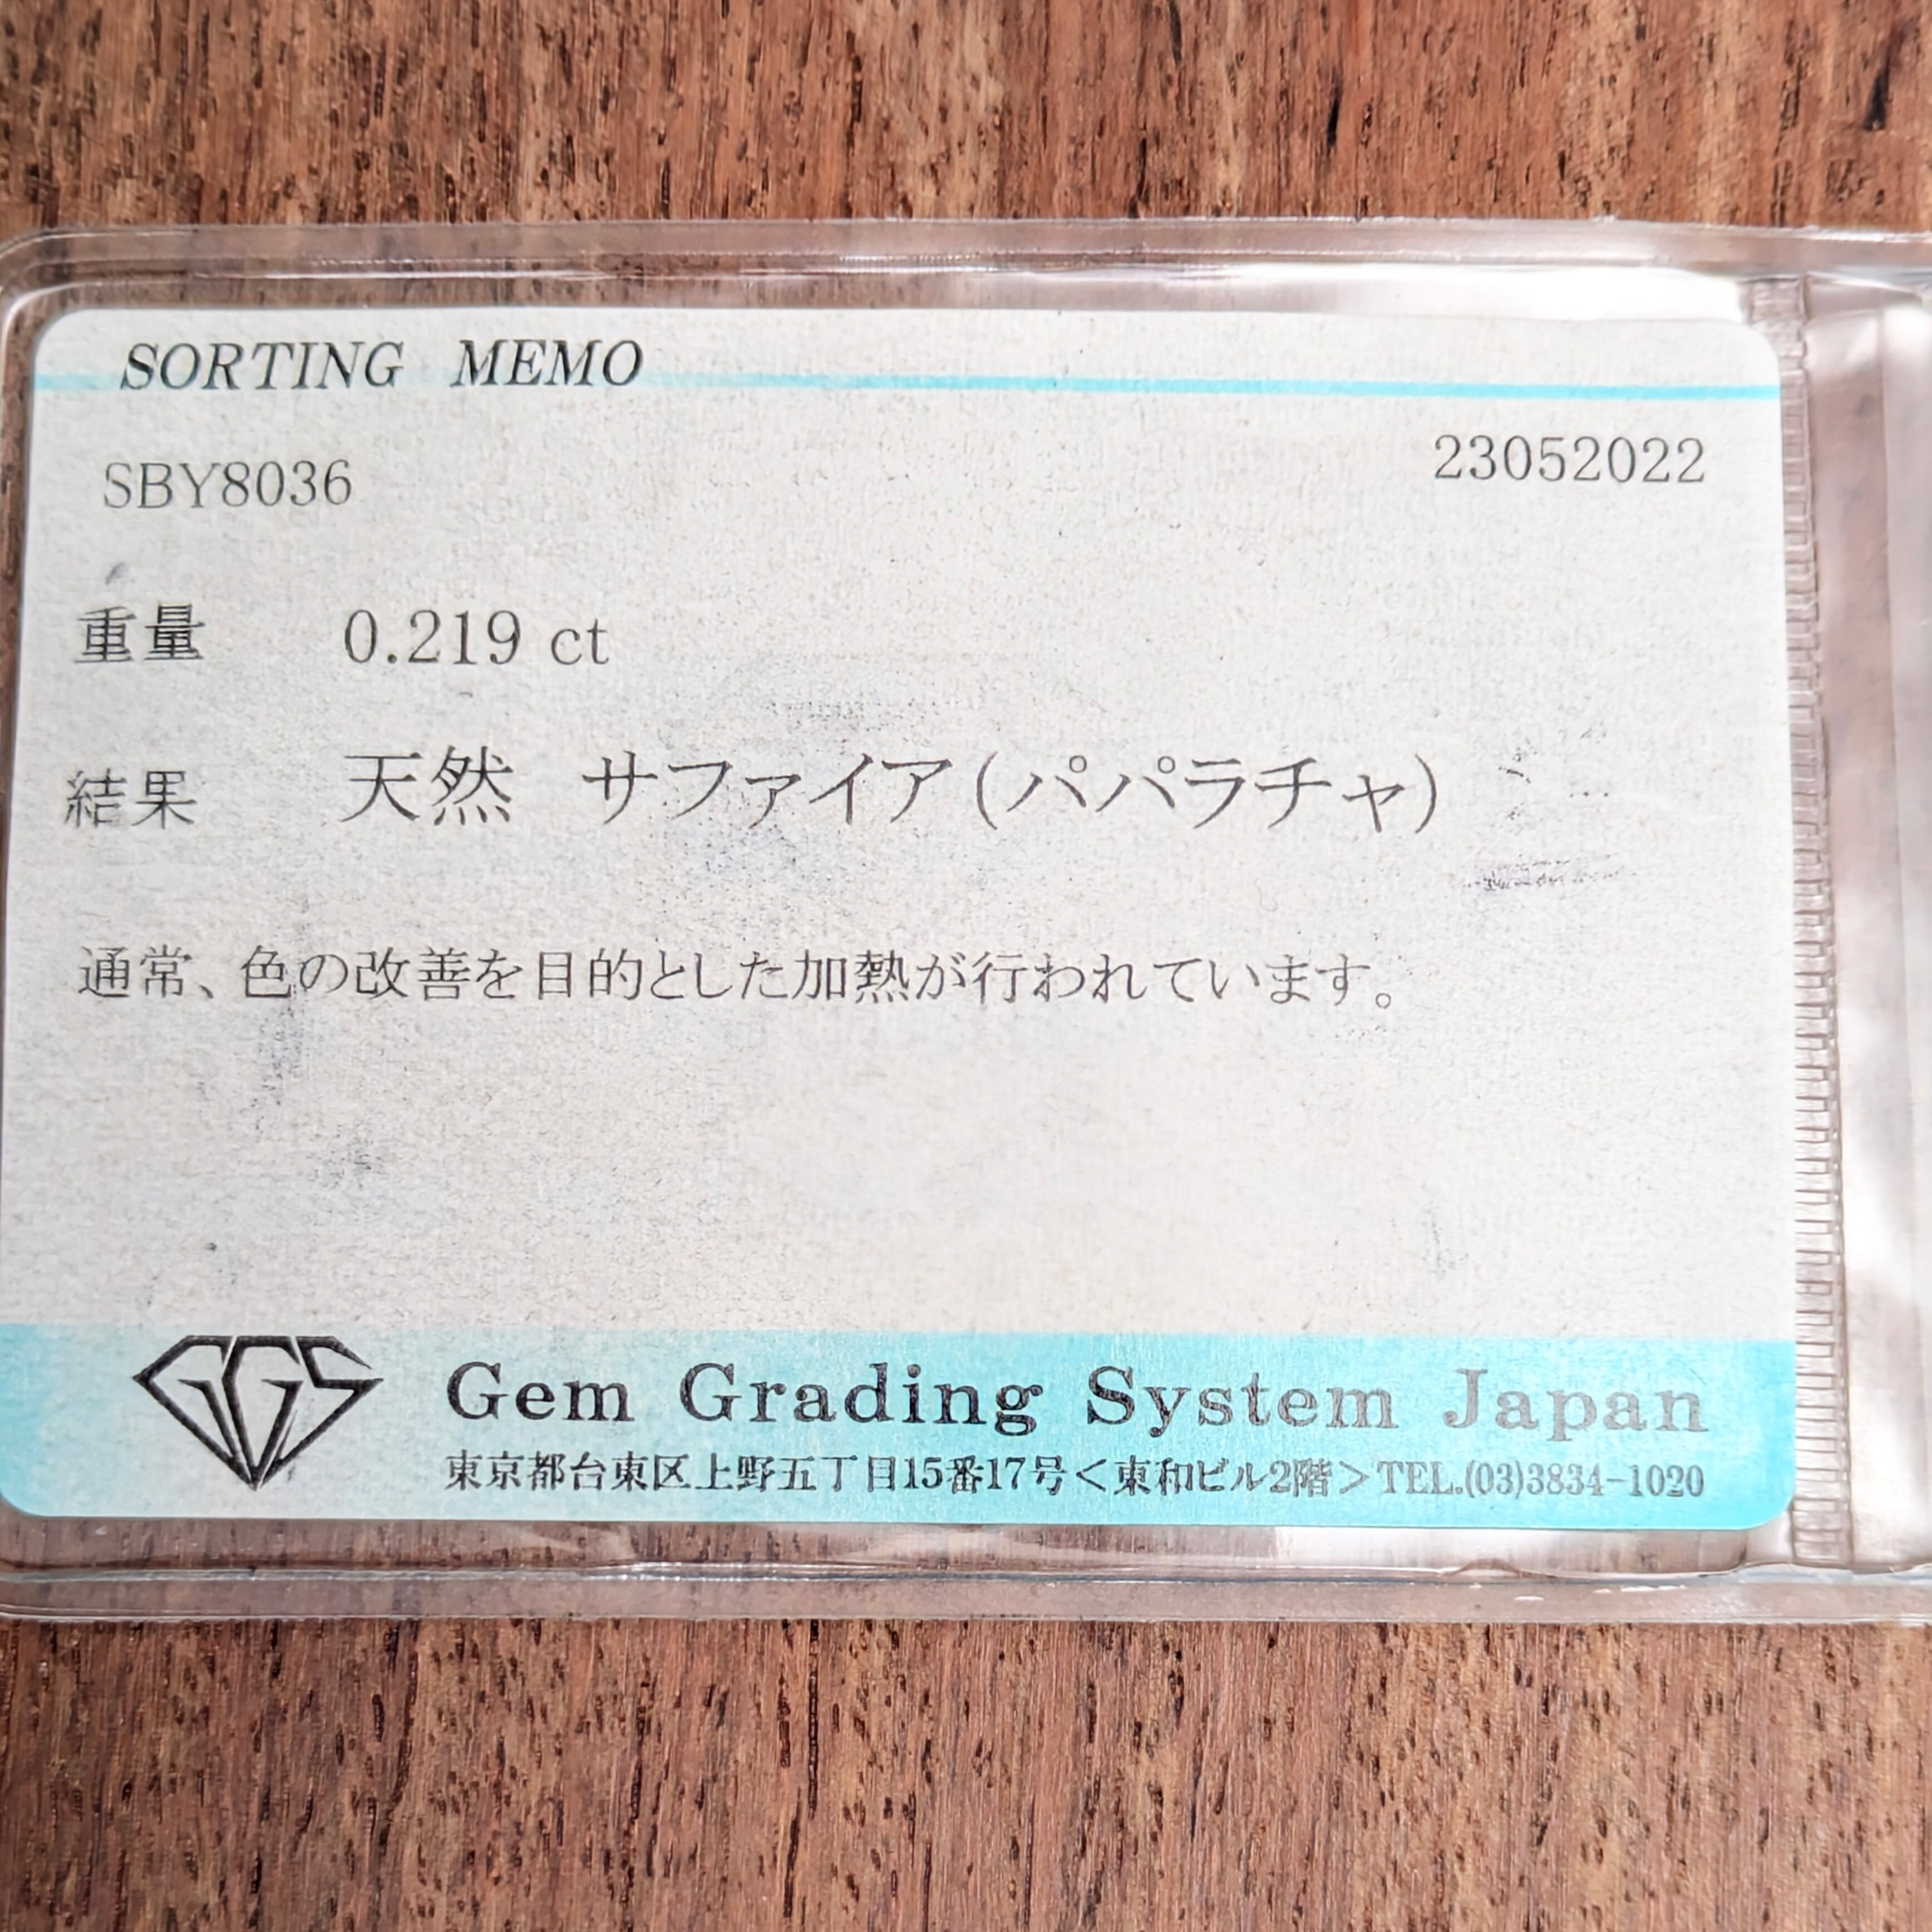 SORTING MEMO
SBY8036 23052022
重量 0.219 ct
結果 天然 サファイア(パパラチャ)
通常、色の改善を目的とした加熱が行われています。
GGS Gem Grading System Japan
東京都台東区上野五丁目15番17号<東和ビル2階>TEL.(03)3834-1020